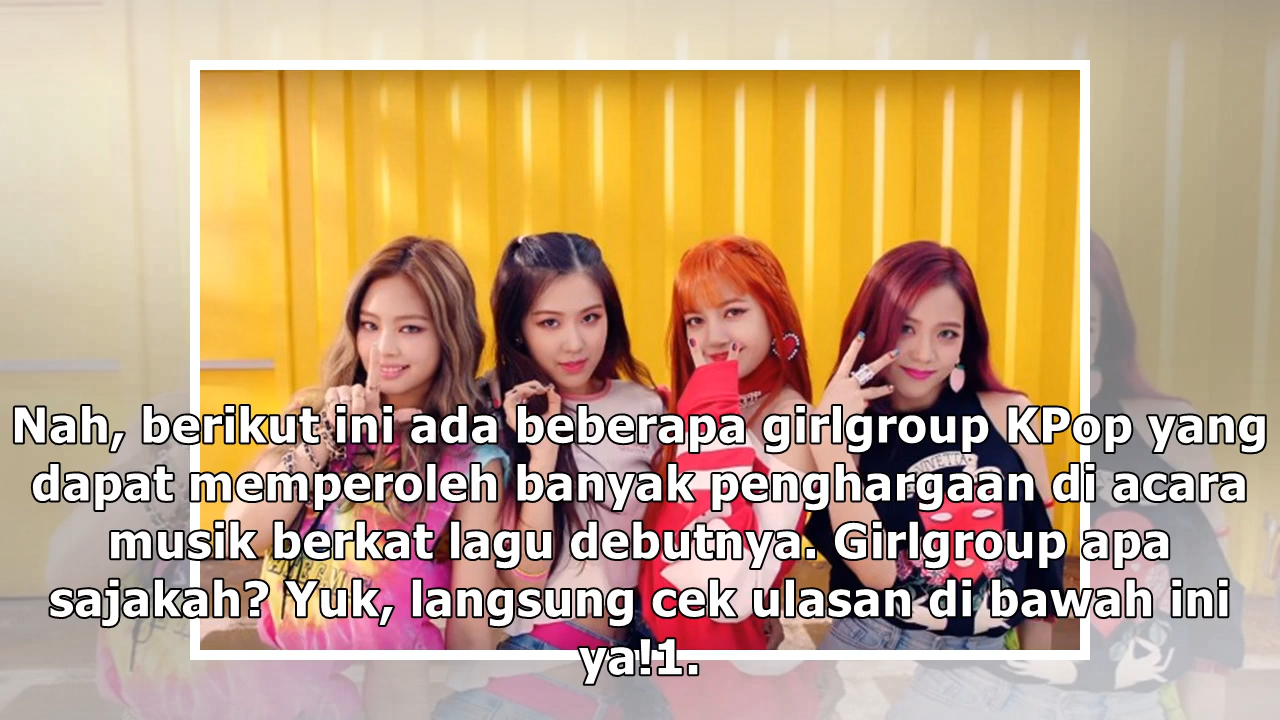 Nah, berikut ini ada beberapa girlgroup KPop yang
dapat memperoleh banyak penghargaan di acara
musik berkat lagu debutnya. Girlgroup apa
sajakah? Yuk, langsung cek ulasan di bawah ini
ya!1.